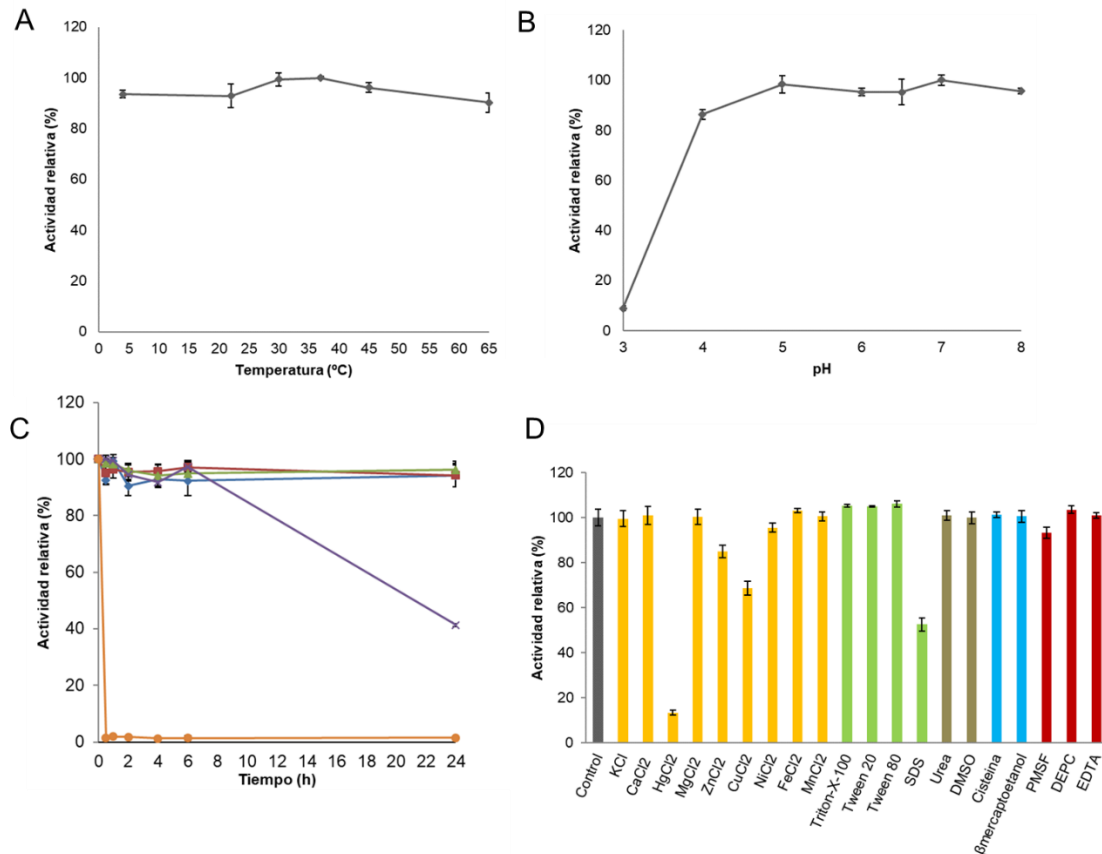 A
Actividad relativa (%)
120
100
80
60
40
20
0
0 5 10 15 20 25 30 35 40 45 50 55 60 65
Temperatura (ºC)
B
Actividad relativa (%)
120
100
80
60
40
20
0
3 4 5 6 7 8
pH
C
Actividad relativa (%)
120
100
80
60
40
20
0
0 2 4 6 8 10 12 14 16 18 20 22 24
Tiempo (h)
D
Actividad relativa (%)
120
100
80
60
40
20
0
Control
KCl
CaCl2
HgCl2
MgCl2
ZnCl2
CuCl2
NiCl2
FeCl2
MnCl2
Triton-X-100
Tween 20
Tween 80
SDS
Urea
DMSO
Cisteina
ßmercaptoetanol
PMSF
DEPC
EDTA